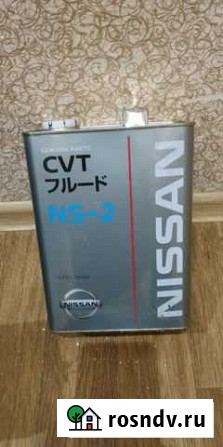 GENUINE PARTS
CVT
フルード
NS-2
NISSAN
NISSAN
rosndv.ru